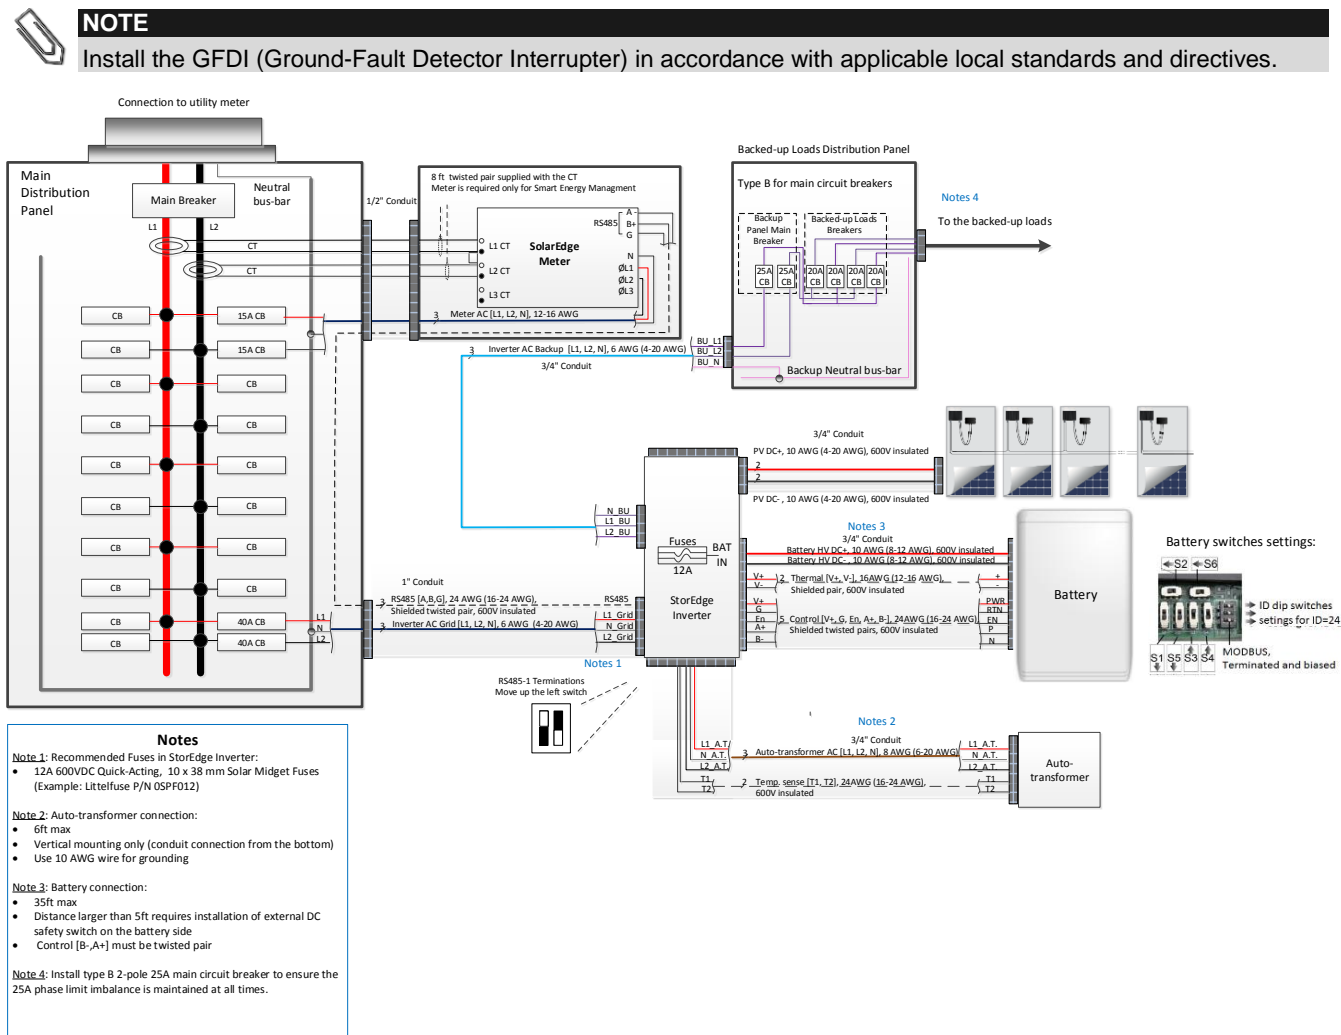 NOTE
Install the GFDI (Ground-Fault Detector Interrupter) in accordance with applicable local standards and directives.
Connection to utility meter
Main
Distribution
Panel
Main Breaker
Neutral
bus-bar
L1
L2
CT
CT
CB
15A CB
CB
15A CB
CB
CB
CB
CB
CB
CB
CB
CB
CB
CB
CB
CB
CB
40A CB
CB
40A CB
L1
N
L2
1/2" Conduit
8 ft twisted pair supplied with the CT
Meter is required only for Smart Energy Managment
SolarEdge
Meter
L1 CT
L2 CT
L3 CT
RS485
A -
B+
G
N
ØL1
ØL2
ØL3
3
Meter AC [L1, L2, N], 12-16 AWG
Backed-up Loads Distribution Panel
Type B for main circuit breakers
Backup
Panel Main
Breaker
Backed-up Loads
Breakers
25A
CB
25A
CB
20A
CB
20A
CB
20A
CB
20A
CB
Backup Neutral bus-bar
Notes 4
To the backed-up loads
BU_L1
BU_L2
BU_N
3
Inverter AC Backup [L1, L2, N], 6 AWG (4-20 AWG)
3/4" Conduit
3/4" Conduit
PV DC+, 10 AWG (4-20 AWG), 600V insulated
2
2
PV DC- , 10 AWG (4-20 AWG), 600V insulated
N_BU
L1_BU
L2_BU
Fuses
12A
BAT
IN
StorEdge
Inverter
Notes 3
3/4" Conduit
Battery HV DC+, 10 AWG (8-12 AWG), 600V insulated
Battery HV DC- , 10 AWG (8-12 AWG), 600V insulated
V+
V-
2
Thermal [V+, V-], 16AWG (12-16 AWG),
Shielded pair, 600V insulated
+
-
V+
G
En
A+
B-
5
Control [V+, G, En, A+, B-], 24AWG (16-24 AWG)
Shielded twisted pairs, 600V insulated
PWR
RTN
EN
P
N
Battery
Battery switches settings:
S2
S6
S1
S5
S3
S4
ID dip switches
setings for ID=24
MODBUS,
Terminated and biased
1" Conduit
3
RS485 [A,B,G], 24 AWG (16-24 AWG),
Shielded twisted pair, 600V insulated
RS485
3
Inverter AC Grid [L1, L2, N], 6 AWG (4-20 AWG)
L1_Grid
N_Grid
L2_Grid
Notes 1
RS485-1 Terminations
Move up the left switch
Notes 2
3/4" Conduit
L1_A.T.
N_A.T.
L2_A.T.
3
Auto-transformer AC [L1, L2, N], 8 AWG (6-20 AWG)
L1_A.T.
N_A.T.
L2_A.T
T1
T2
2
Temp. sense [T1, T2], 24AWG (16-24 AWG),
600V insulated
T1
T2
Auto-
transformer
Notes
Note 1: Recommended Fuses in StorEdge Inverter:
• 12A 600VDC Quick-Acting, 10 x 38 mm Solar Midget Fuses
(Example: Littelfuse P/N 0SPF012)
Note 2: Auto-transformer connection:
• 6ft max
• Vertical mounting only (conduit connection from the bottom)
• Use 10 AWG wire for grounding
Note 3: Battery connection:
• 35ft max
• Distance larger than 5ft requires installation of external DC
safety switch on the battery side
• Control [B-,A+] must be twisted pair
Note 4: Install type B 2-pole 25A main circuit breaker to ensure the
25A phase limit imbalance is maintained at all times.